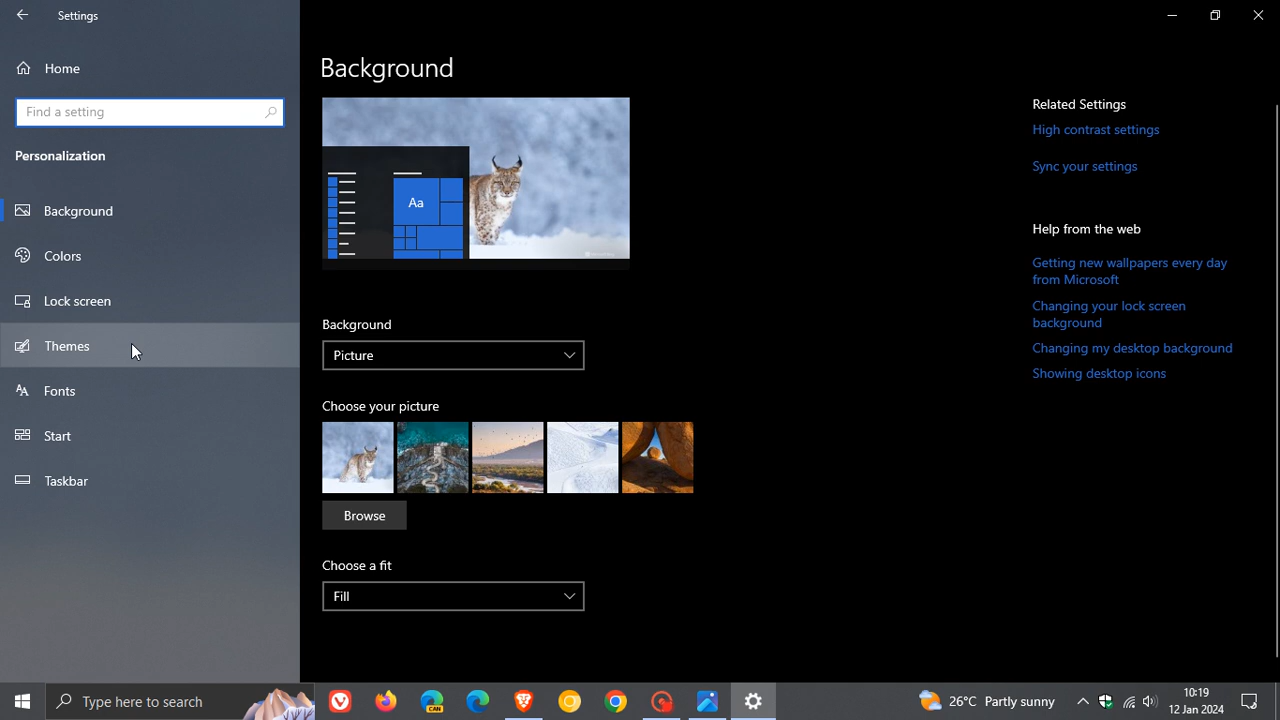 Settings
Home
Find a setting
Personalization
Background
Colors
Lock screen
Themes
Fonts
Start
Taskbar
Background
Aa
Background
Picture
Choose your picture
Browse
Choose a fit
Fill
Related Settings
High contrast settings
Sync your settings
Help from the web
Getting new wallpapers every day
from Microsoft
Changing your lock screen
background
Changing my desktop background
Showing desktop icons
Type here to search
CAN
26°C Partly sunny
10:19
12 Jan 2024